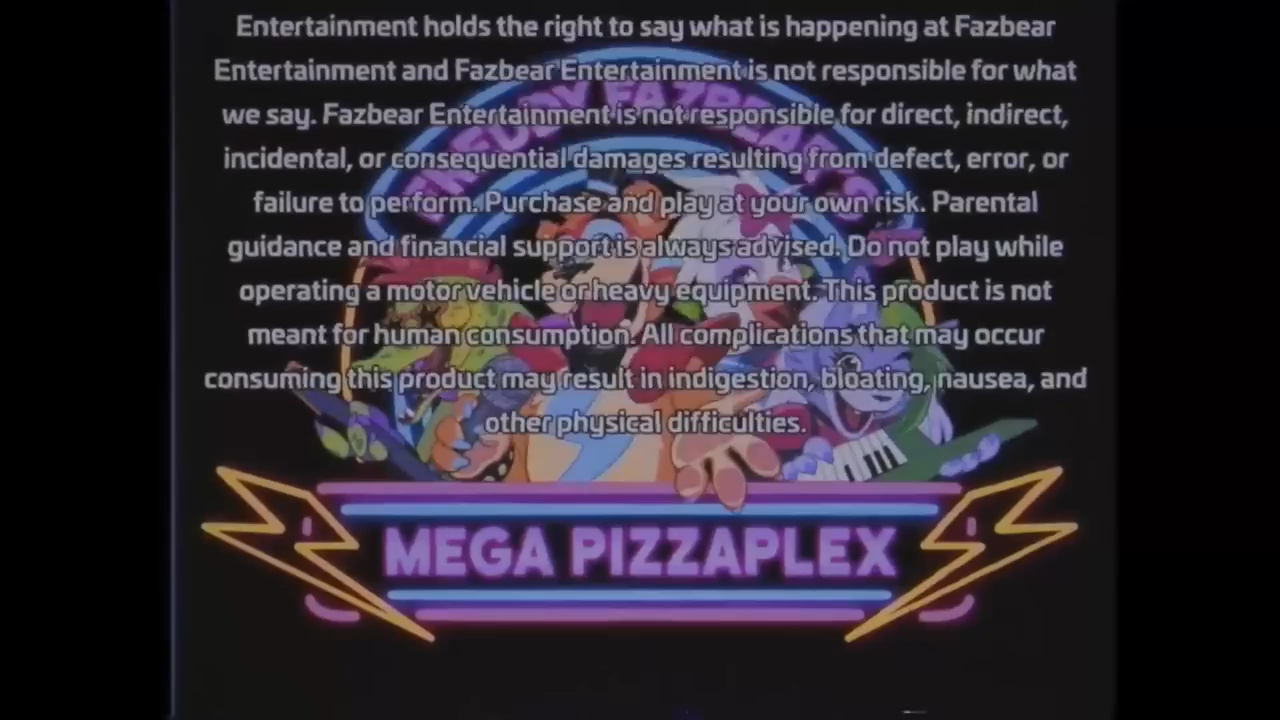 Entertainment holds the right to say what is happening at Fazbear
Entertainment and Fazbear Entertainment is not responsible for what
we say. Fazbear Entertainment is not responsible for direct, indirect,
incidental, or consequential damages resulting from defect, error, or
failure to perform. Purchase and play at your own risk. Parental
guidance and financial support is always advised. Do not play while
operating a motor vehicle or heavy equipment. This product is not
meant for human consumption. All complications that may occur
consuming this product may result in indigestion, bloating, nausea, and
other physical difficulties.
FREDDY FAZBEAR'S
MEGA PIZZAPLEX